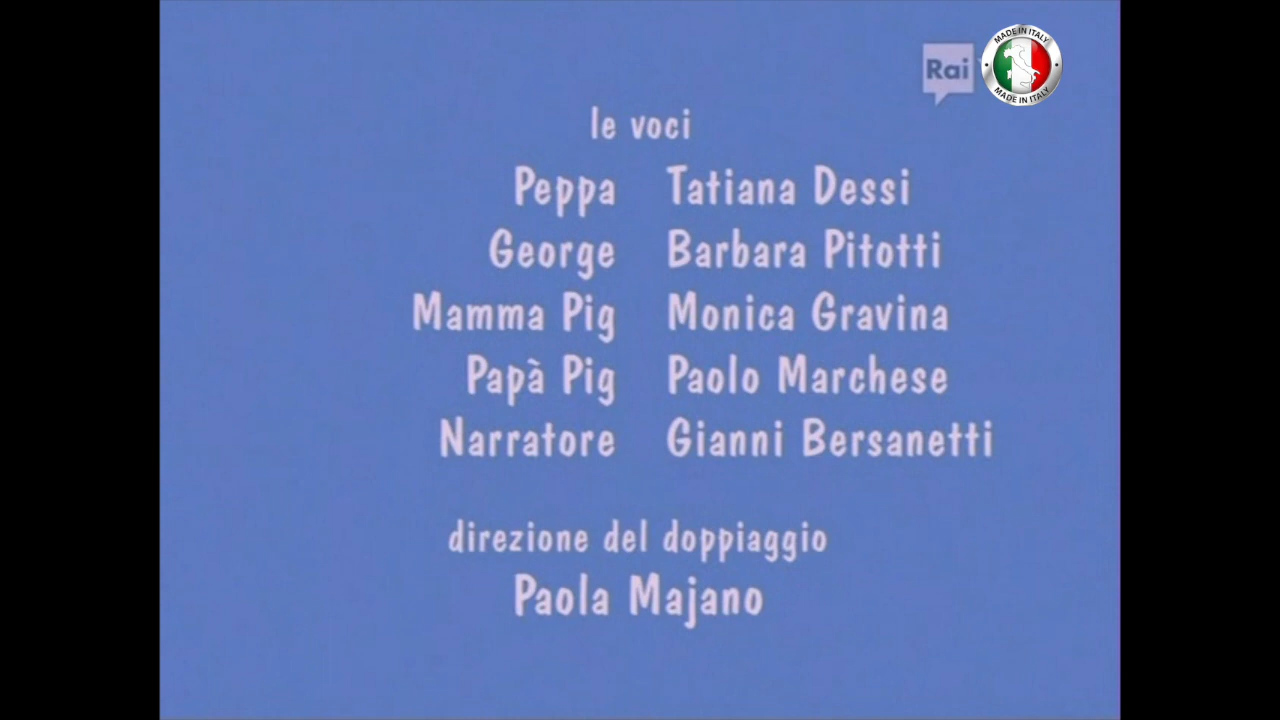 Rai
MADE IN ITALY
MADE IN ITALY
le voci
Peppa Tatiana Dessi
George Barbara Pitotti
Mamma Pig Monica Gravina
Papà Pig Paolo Marchese
Narratore Gianni Bersanetti
direzione del doppiaggio
Paola Majano